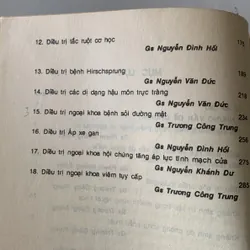 12. Điều trị tắc ruột cơ học 171
Gs Nguyễn Đình Hối
13. Điều trị bệnh Hirschsprung
Gs Nguyễn Văn Đức
14. Điều trị các dị dạng hậu môn trực tràng
Gs Nguyễn Văn Đức
15. Điều trị ngoại khoa bệnh sỏi đường mật
Gs Trương Công Trung
16. Điều trị Áp xe gan
Gs Nguyễn Đình Hối
17. Điều trị ngoại khoa hội chứng tăng áp lực tĩnh mạch cửa 275
Gs Nguyễn Khánh Dư
18. Điều trị ngoại khoa viêm tụy cấp 285
Gs Trương Công Trung